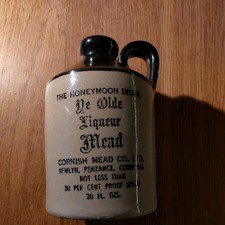 THE HONEYMOON DRINK
Ye Olde
Liqueur
Mead
CORNISH MEAD CO. LTD.
NEWLYN, PENZANCE, CORNWALL
NOT LESS THAN
30 PER CENT PROOF SPIRIT
20 FL. OZS.